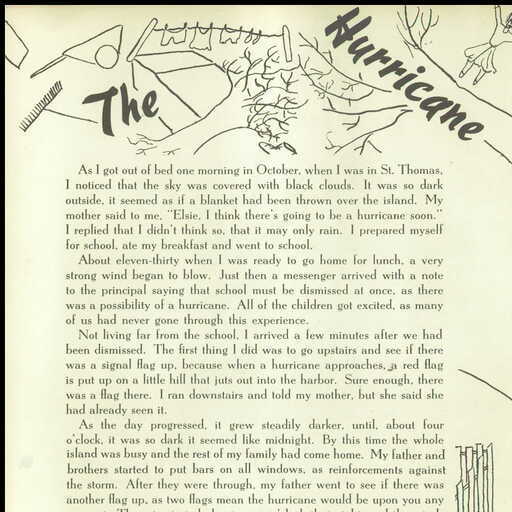 The Hurricane
As I got out of bed one morning in October, when I was in St. Thomas,
I noticed that the sky was covered with black clouds. It was so dark
outside, it seemed as if a blanket had been thrown over the island. My
mother said to me, "Elsie, I think there's going to be a hurricane soon."
I replied that I didn't think so, that it may only rain. I prepared myself
for school, ate my breakfast and went to school.
About eleven-thirty when I was ready to go home for lunch, a very
strong wind began to blow. Just then a messenger arrived with a note
to the principal saying that school must be dismissed at once, as there
was a possibility of a hurricane. All of the children got excited, as many
of us had never gone through this experience.
Not living far from the school, I arrived a few minutes after we had
been dismissed. The first thing I did was to go upstairs and see if there
was a signal flag up, because when a hurricane approaches, a red flag
is put up on a little hill that juts out into the harbor. Sure enough, there
was a flag there. I ran downstairs and told my mother, but she said she
had already seen it.
As the day progressed, it grew steadily darker, until, about four
o'clock, it was so dark it seemed like midnight. By this time the whole
island was busy and the rest of my family had come home. My father and
brothers started to put bars on all windows, as reinforcements against
the storm. After they were through, my father went to see if there was
another flag up, as two flags mean the hurricane would be upon you any